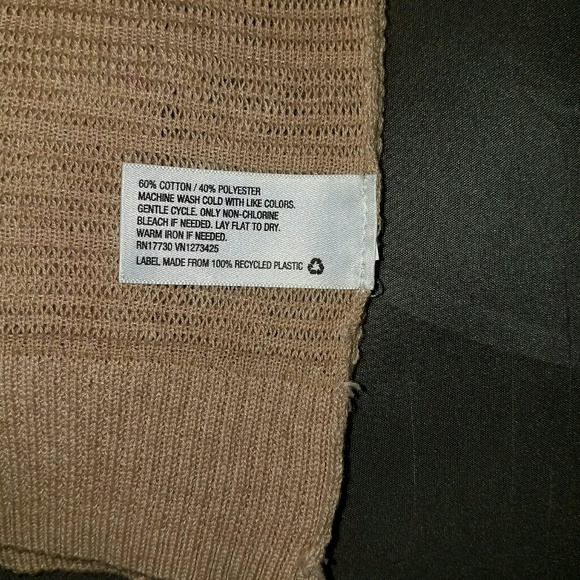 60% COTTON / 40% POLYESTER
MACHINE WASH COLD WITH LIKE COLORS.
GENTLE CYCLE. ONLY NON-CHLORINE
BLEACH IF NEEDED. LAY FLAT TO DRY.
WARM IRON IF NEEDED.
RN17730 VN1273425
LABEL MADE FROM 100% RECYCLED PLASTIC